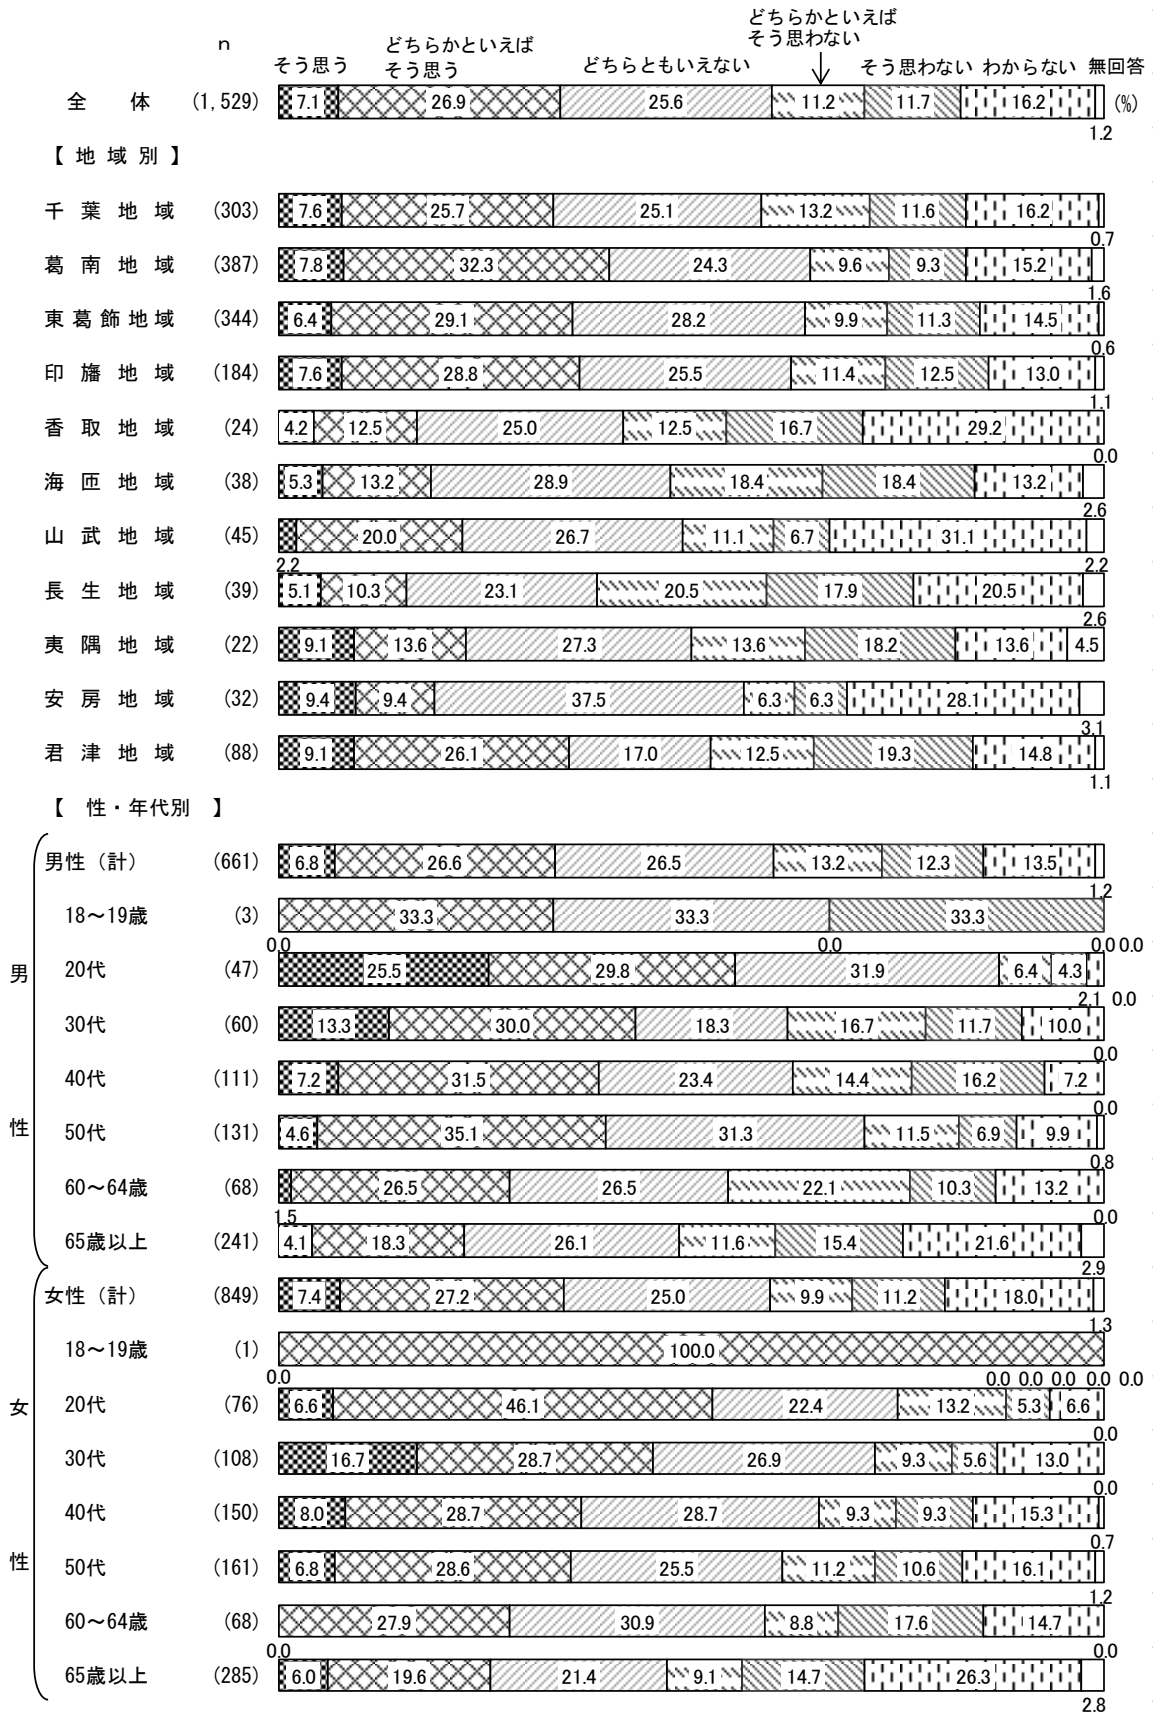 どちらかといえば
そう思わない
n
どちらかといえば
そう思う
そう思う どちらともいえない そう思わない わからない 無回答
全 体 (1,529) 7.1 26.9 25.6 11.2 11.7 16.2 (%)
1.2
【 地 域 別 】
千 葉 地 域 (303) 7.6 25.7 25.1 13.2 11.6 16.2
0.7
葛 南 地 域 (387) 7.8 32.3 24.3 9.6 9.3 15.2
1.6
東 葛 飾 地 域 (344) 6.4 29.1 28.2 9.9 11.3 14.5
0.6
印 旛 地 域 (184) 7.6 28.8 25.5 11.4 12.5 13.0
1.1
香 取 地 域 (24) 4.2 12.5 25.0 12.5 16.7 29.2
0.0
海 匝 地 域 (38) 5.3 13.2 28.9 18.4 18.4 13.2
2.6
山 武 地 域 (45) 20.0 26.7 11.1 6.7 31.1
2.2 2.2
長 生 地 域 (39) 5.1 10.3 23.1 20.5 17.9 20.5
2.6
夷 隅 地 域 (22) 9.1 13.6 27.3 13.6 18.2 13.6 4.5
安 房 地 域 (32) 9.4 9.4 37.5 6.3 6.3 28.1
3.1
君 津 地 域 (88) 9.1 26.1 17.0 12.5 19.3 14.8
1.1
【 性・年代別 】
男性（計） (661) 6.8 26.6 26.5 13.2 12.3 13.5
1.2
18～19歳 (3) 33.3 33.3 33.3
0.0 0.0 0.0 0.0
男
20代 (47) 25.5 29.8 31.9 6.4 4.3
2.1 0.0
30代 (60) 13.3 30.0 18.3 16.7 11.7 10.0
0.0
40代 (111) 7.2 31.5 23.4 14.4 16.2 7.2
0.0
性
50代 (131) 4.6 35.1 31.3 11.5 6.9 9.9
0.8
60～64歳 (68) 26.5 26.5 22.1 10.3 13.2
1.5 0.0
65歳以上 (241) 4.1 18.3 26.1 11.6 15.4 21.6
2.9
女性（計） (849) 7.4 27.2 25.0 9.9 11.2 18.0
1.3
18～19歳 (1) 100.0
0.0 0.0 0.0 0.0 0.0 0.0
女
20代 (76) 6.6 46.1 22.4 13.2 5.3 6.6
0.0
30代 (108) 16.7 28.7 26.9 9.3 5.6 13.0
0.0
40代 (150) 8.0 28.7 28.7 9.3 9.3 15.3
0.7
性
50代 (161) 6.8 28.6 25.5 11.2 10.6 16.1
1.2
60～64歳 (68) 27.9 30.9 8.8 17.6 14.7
0.0 0.0
65歳以上 (285) 6.0 19.6 21.4 9.1 14.7 26.3
2.8